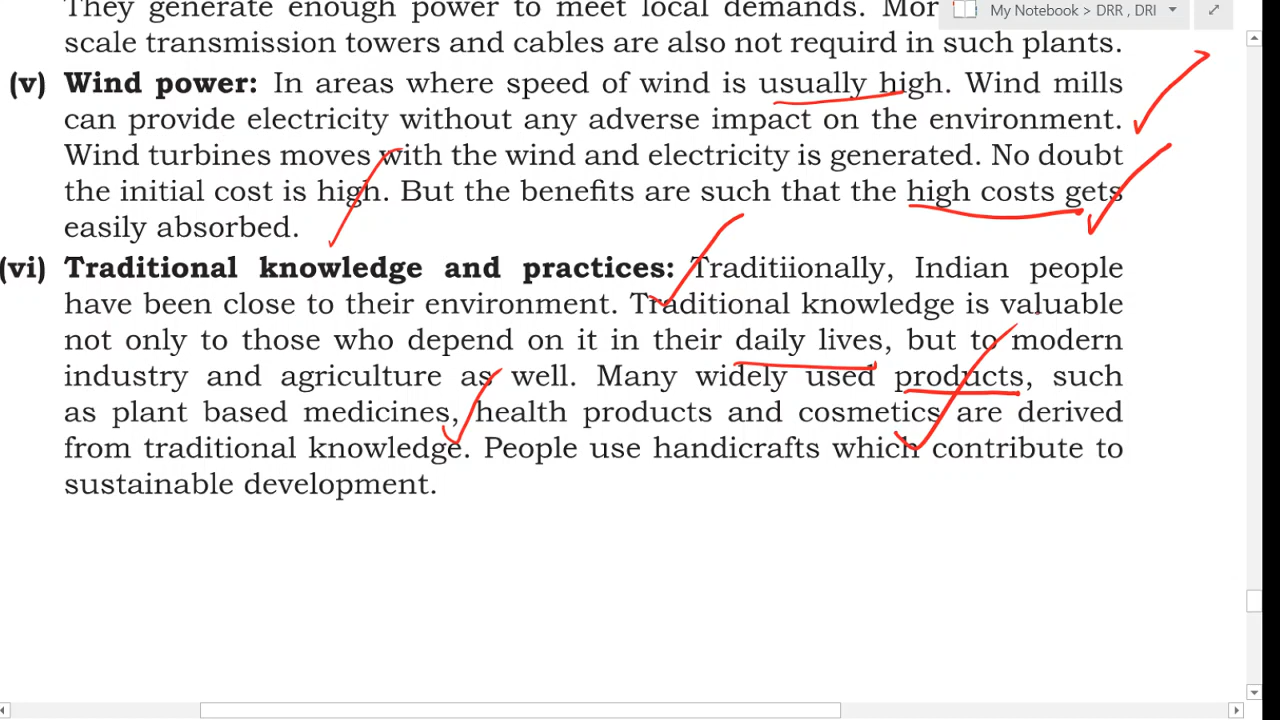 They generate enough power to meet local demands. Mor
My Notebook > DRR , DRI
scale transmission towers and cables are also not requird in such plants.
(v) Wind power: In areas where speed of wind is usually high. Wind mills
can provide electricity without any adverse impact on the environment.
Wind turbines moves with the wind and electricity is generated. No doubt
the initial cost is high. But the benefits are such that the high costs gets
easily absorbed.
(vi) Traditional knowledge and practices: Traditiionally, Indian people
have been close to their environment. Traditional knowledge is valuable
not only to those who depend on it in their daily lives, but to modern
industry and agriculture as well. Many widely used products, such
as plant based medicines, health products and cosmetics are derived
from traditional knowledge. People use handicrafts which contribute to
sustainable development.